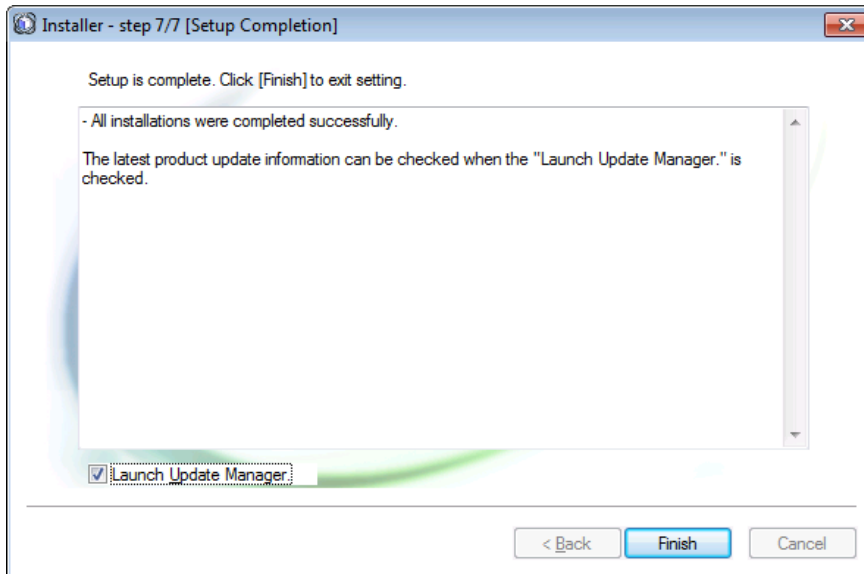 Installer - step 7/7 [Setup Completion]
Setup is complete. Click [Finish] to exit setting.
- All installations were completed successfully.
The latest product update information can be checked when the "Launch Update Manager." is
checked.
Launch Update Manager.
< Back Finish Cancel